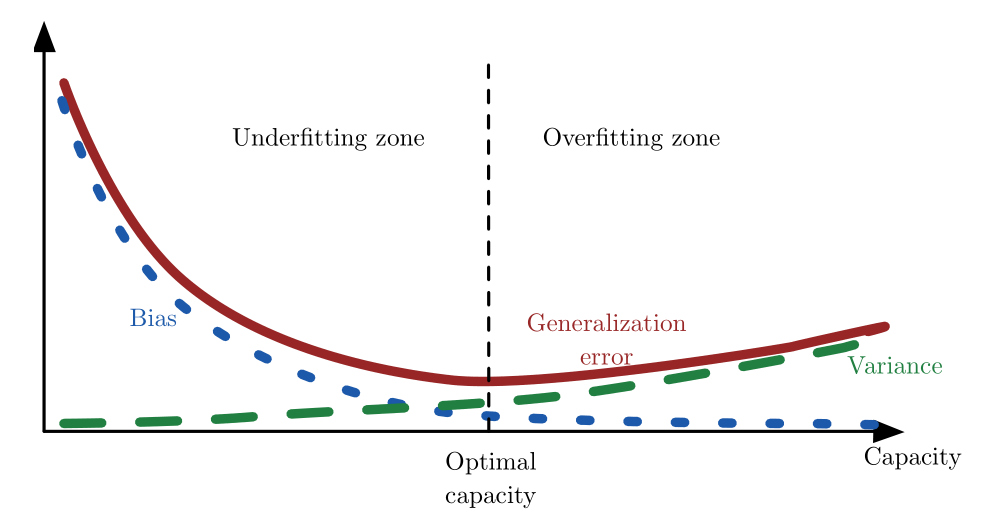 Underfitting zone
Overfitting zone
Bias
Generalization
error
Variance
Optimal
capacity
Capacity